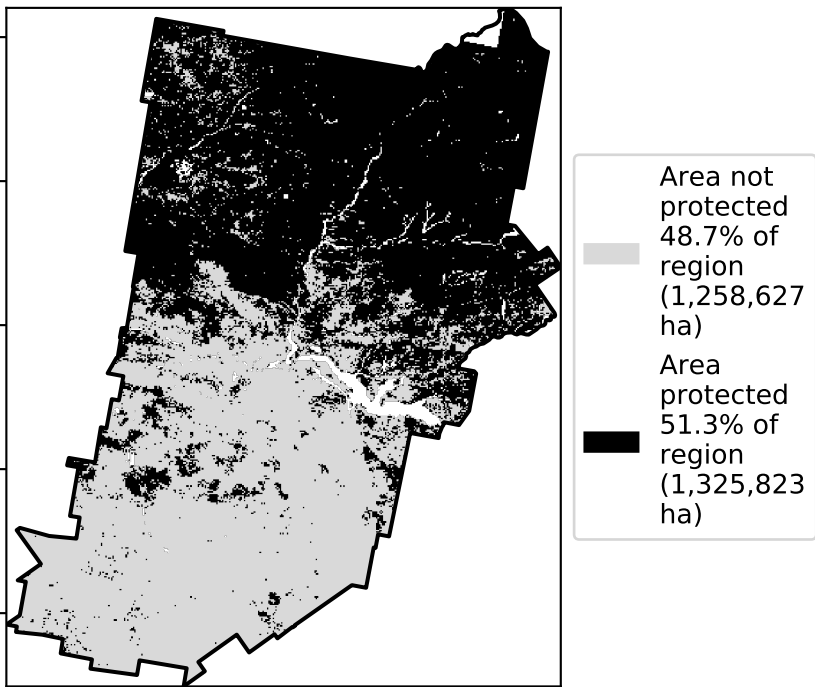 Area not
protected
48.7% of
region
(1,258,627
ha)
Area
protected
51.3% of
region
(1,325,823
ha)